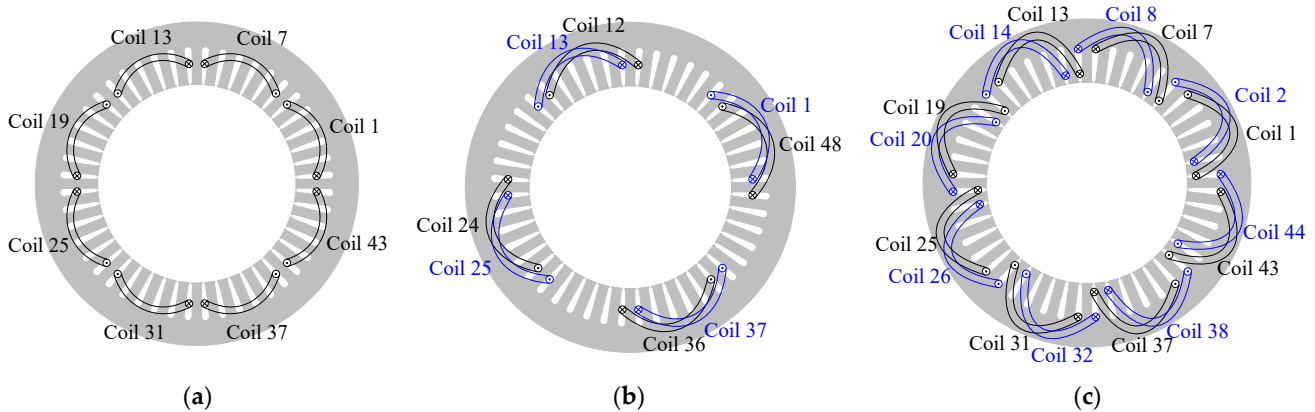 Coil 13
Coil 7
Coil 19
Coil 1
Coil 25
Coil 43
Coil 31
Coil 37
(a)
Coil 12
Coil 13
Coil 1
Coil 48
Coil 24
Coil 25
Coil 37
Coil 36
(b)
Coil 13
Coil 8
Coil 14
Coil 7
Coil 19
Coil 2
Coil 20
Coil 1
Coil 25
Coil 44
Coil 26
Coil 43
Coil 31
Coil 38
Coil 32
Coil 37
(c)